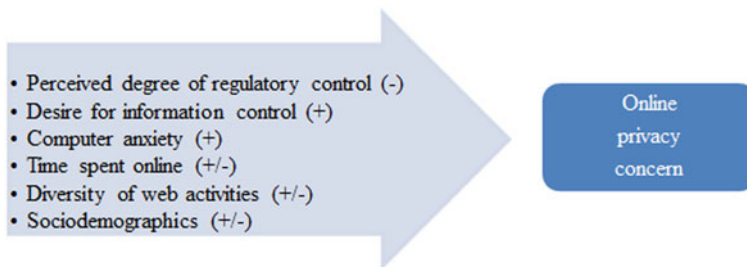 • Perceived degree of regulatory control (-)
• Desire for information control (+)
• Computer anxiety (+)
• Time spent online (+/-)
• Diversity of web activities (+/-)
• Sociodemographics (+/-)
Online
privacy
concern